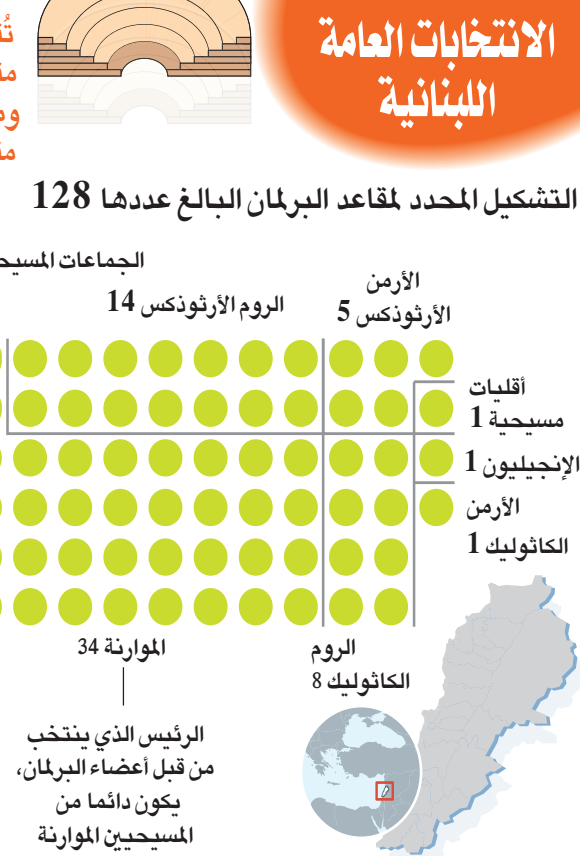 الانتخابات العامة
اللبنانية
التشكيل المحدد لمقاعد البرلمان البالغ عددها 128
الأرمن
الأرثوذكس 5
الروم الأرثوذكس 14
الجماعات
أقليات
مسيحية 1
الإنجيليون 1
الأرمن
الكاثوليك 1
الروم
الكاثوليك 8
الموارنة 34
الرئيس الذي ينتخب
من قبل أعضاء البرلمان،
يكون دائما من
المسيحيين الموارنة